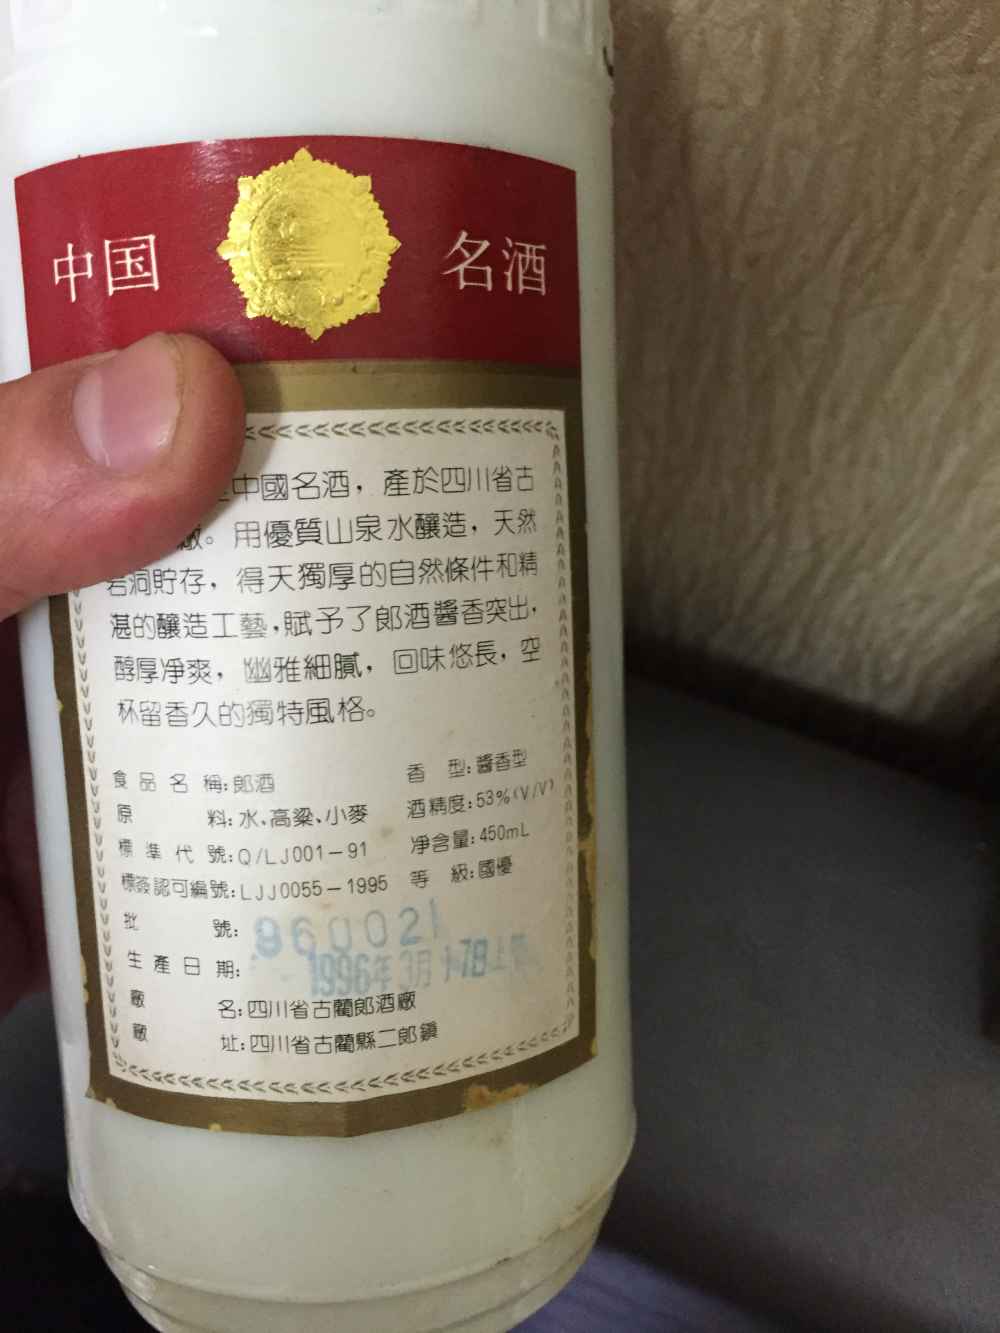 中国 名酒
中國名酒，產於四川省古
廠。用優質山泉水釀造，天然
岩洞貯存，得天獨厚的自然條件和精
湛的釀造工藝，賦予了郎酒醬香突出，
醇厚凈爽，幽雅細膩，回味悠長，空
杯留香久的獨特風格。
食品名稱:郎酒 香型:醬香型
原料:水、高粱、小麥 酒精度:53%(V/V)
標準代號:Q/LJ001-91 凈含量:450mL
標簽認可編號:LJJ0055-1995 等級:國優
批號: 960021
生產日期: 1996年3月
廠名:四川省古藺郎酒廠
廠址:四川省古藺縣二郎鎮